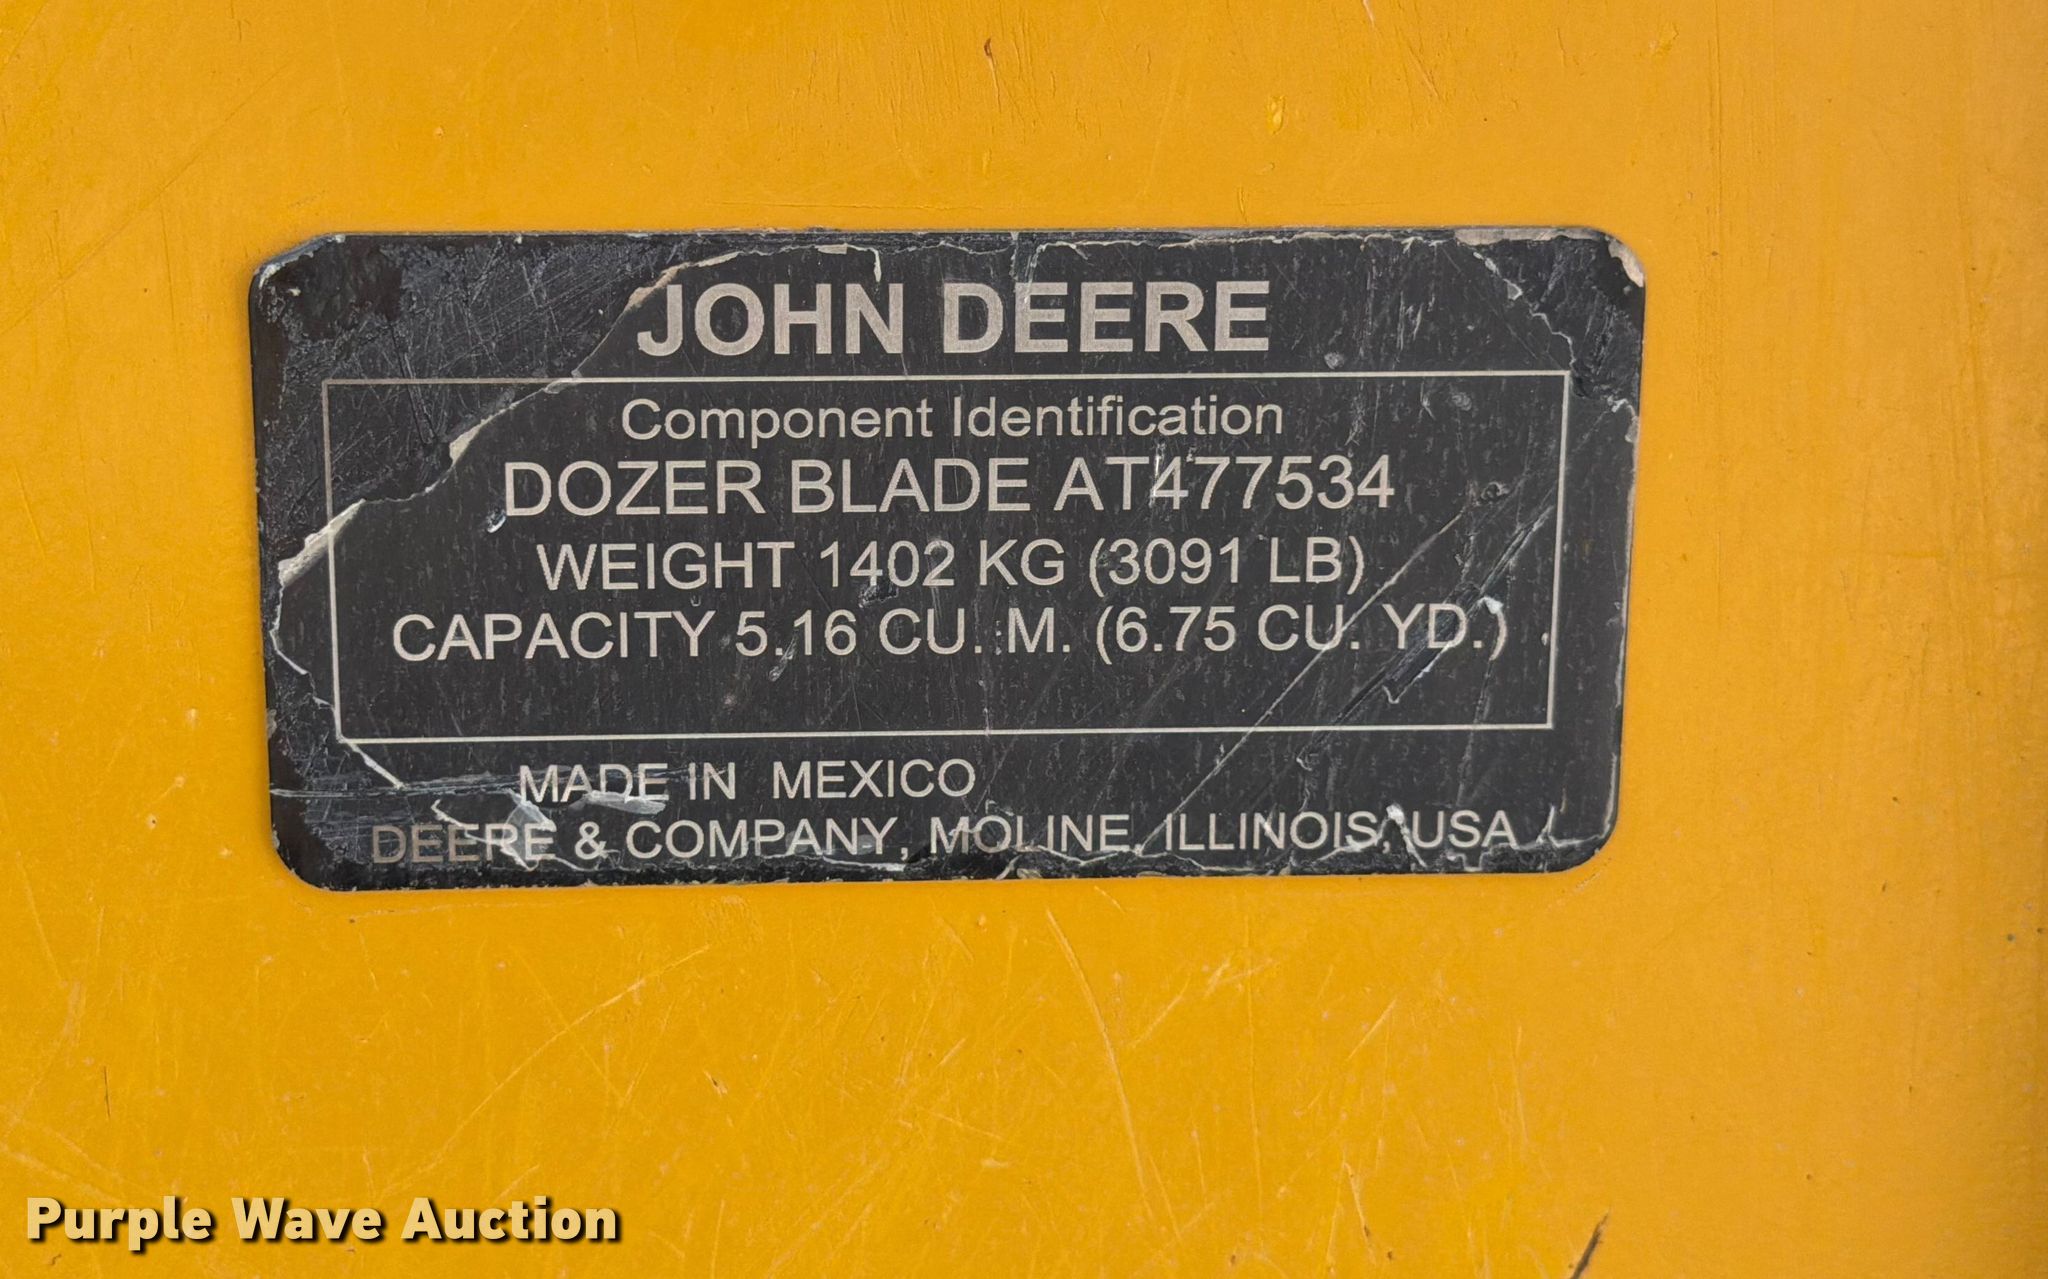 JOHN DEERE
Component Identification
DOZER BLADE AT477534
WEIGHT 1402 KG (3091 LB)
CAPACITY 5.16 CU. M. (6.75 CU. YD.)
MADE IN MEXICO
DEERE & COMPANY, MOLINE, ILLINOIS, USA
Purple Wave Auction